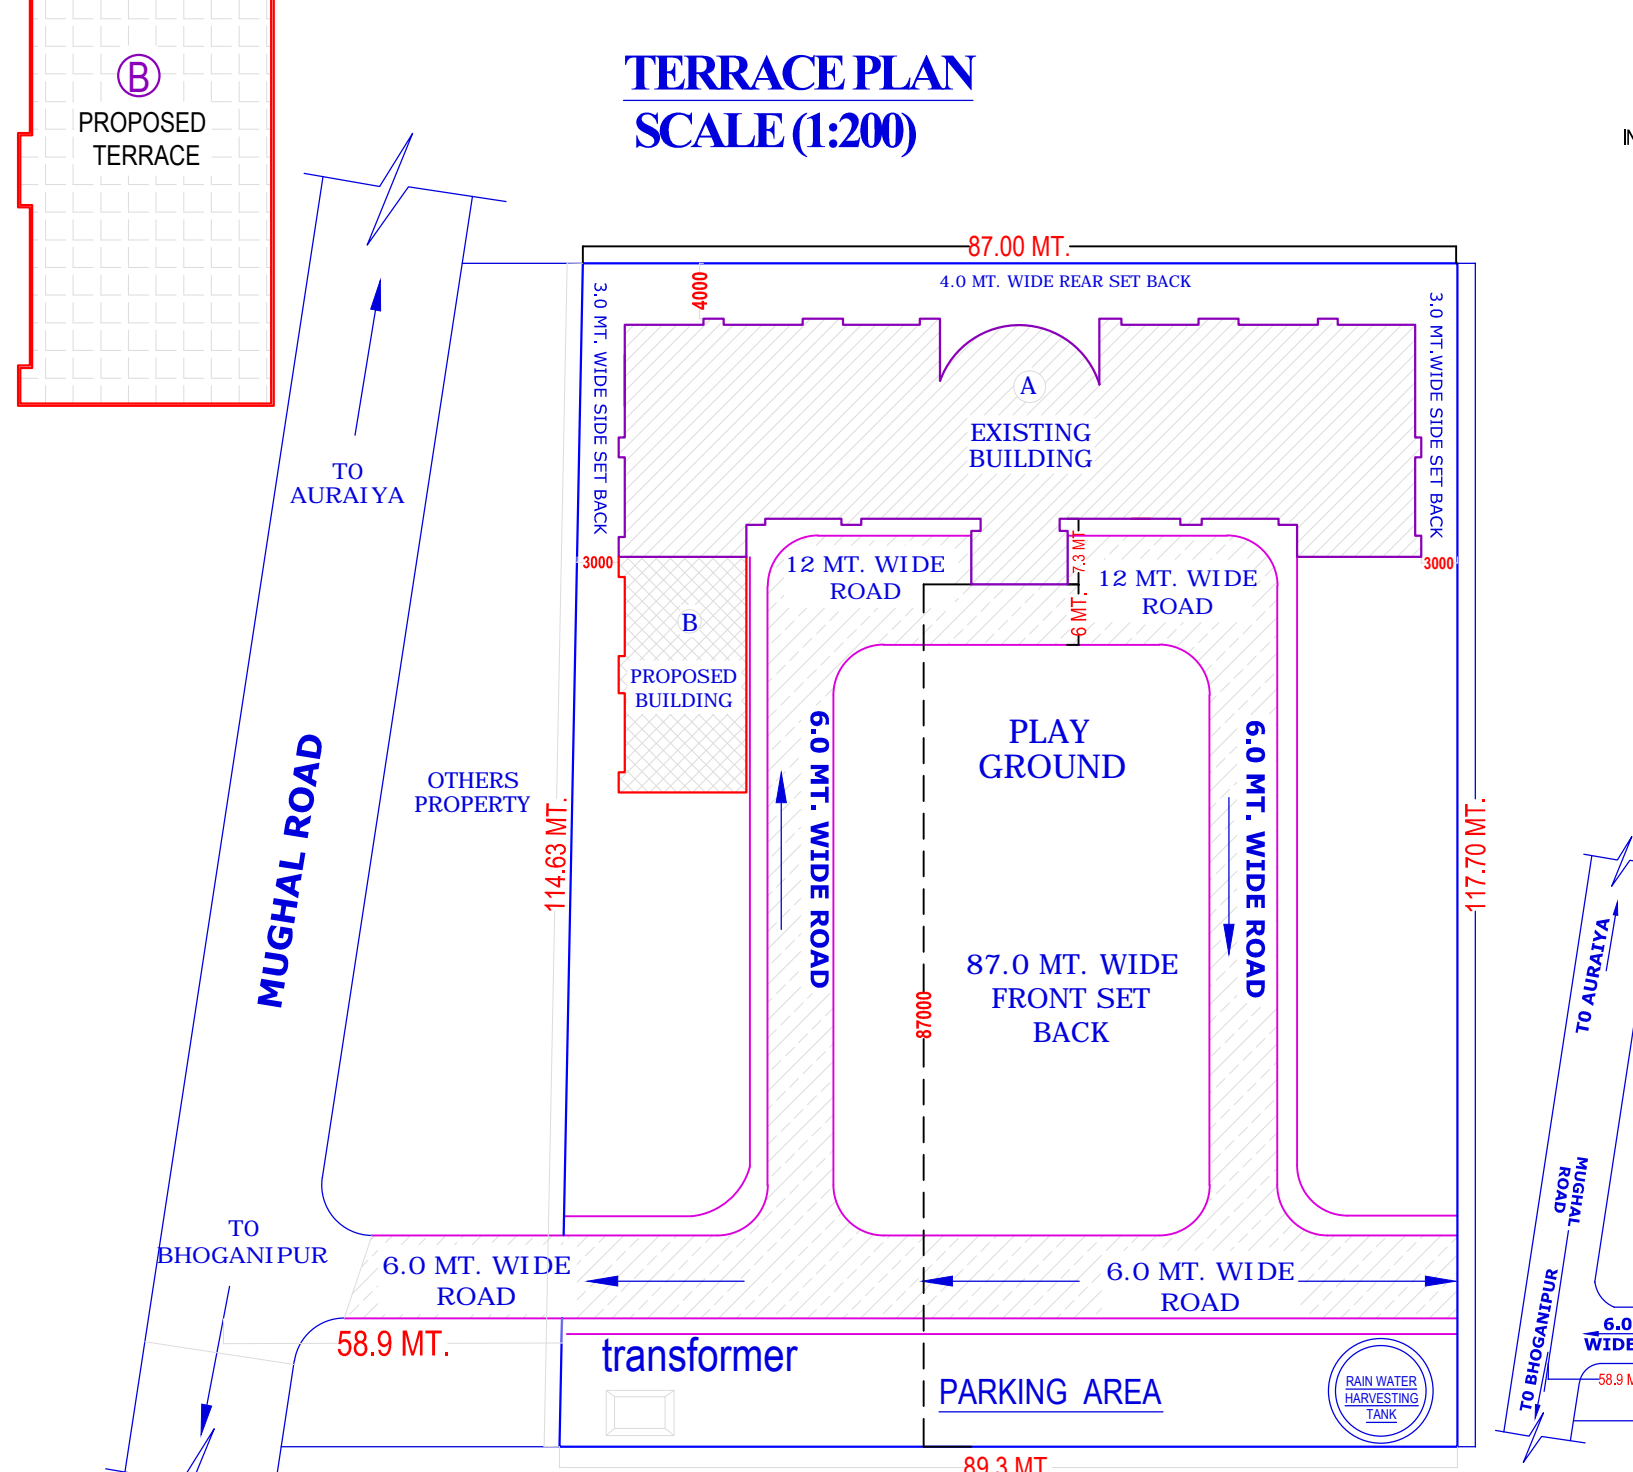 B
PROPOSED
TERRACE
TERRACE PLAN
SCALE (1:200)
87.00 MT.
4.0 MT. WIDE REAR SET BACK
4000
3.0 MT. WIDE SIDE SET BACK
3.0 MT.WIDE SIDE SET BACK
A
EXISTING
BUILDING
TO
AURAIYA
3000
3000
12 MT. WIDE
ROAD
7.3 MT
12 MT. WIDE
ROAD
6 MT.
B
PROPOSED
BUILDING
PLAY
GROUND
6.0 MT. WIDE ROAD
6.0 MT. WIDE ROAD
MUGHAL ROAD
OTHERS
PROPERTY
114.63 MT.
117.70 MT.
87.0 MT. WIDE
FRONT SET
BACK
87000
TO
BHOGANIPUR
6.0 MT. WIDE
ROAD
6.0 MT. WIDE
ROAD
58.9 MT.
transformer
PARKING AREA
RAIN WATER
HARVESTING
TANK
89.3 MT
TO AURAIYA
MUGHAL
ROAD
TO BHOGANIPUR
6.0
WIDE
58.9 M